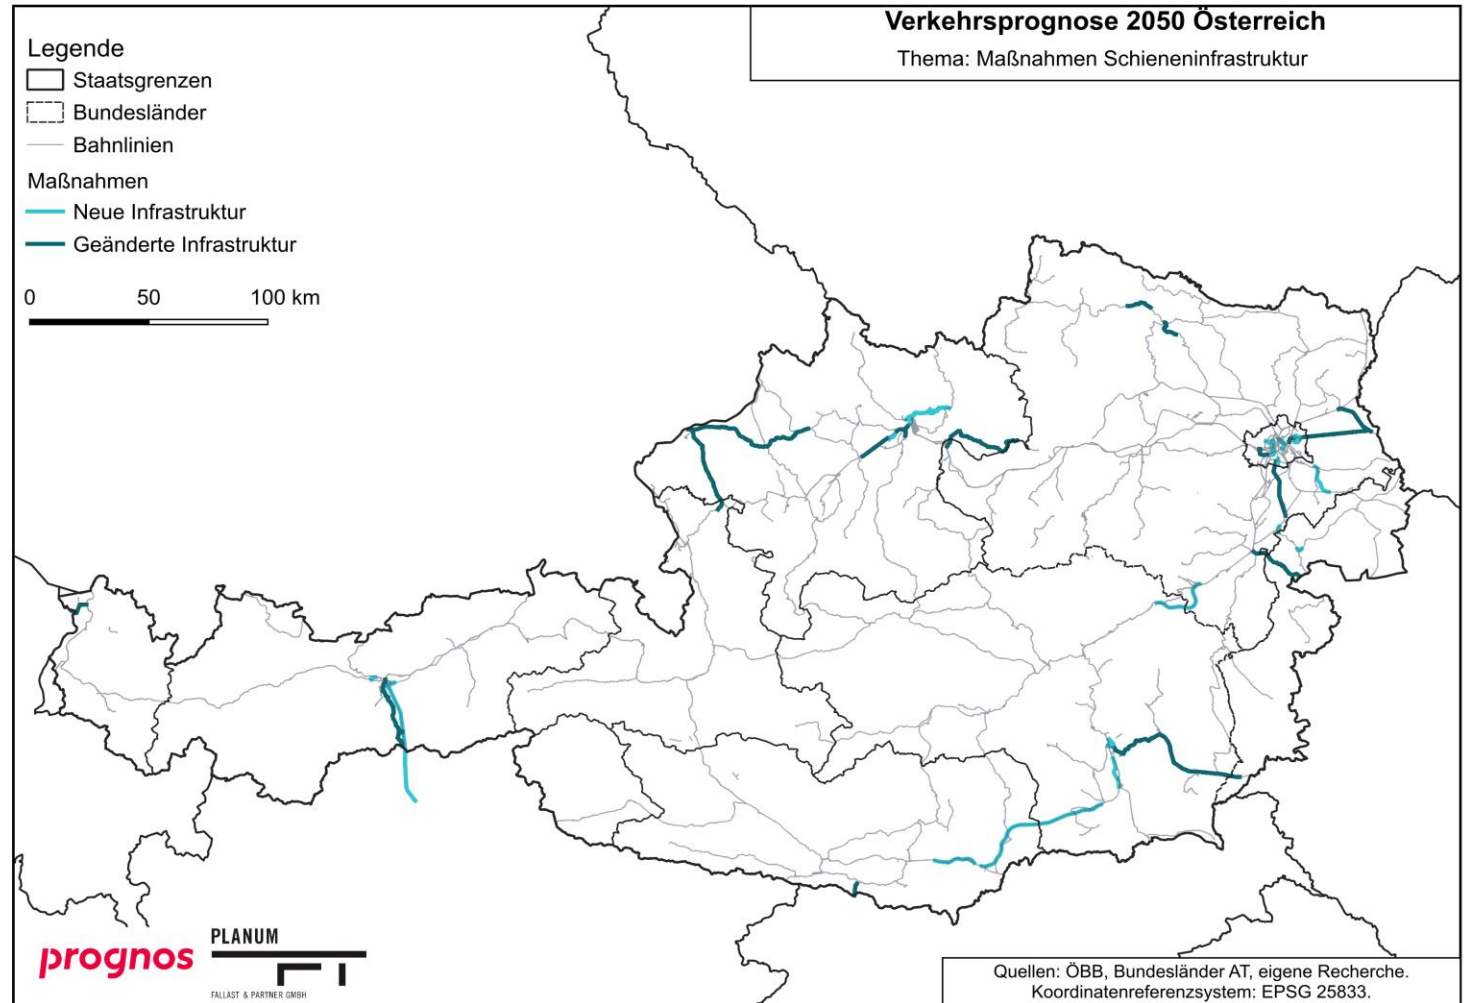 Verkehrsprognose 2050 Österreich
Thema: Maßnahmen Schieneninfrastruktur
Legende
Staatsgrenzen
Bundesländer
Bahnlinien
Maßnahmen
Neue Infrastruktur
Geänderte Infrastruktur
0 50 100 km
prognos
PLANUM
FALLAST & PARTNER GMBH
Quellen: ÖBB, Bundesländer AT, eigene Recherche.
Koordinatenreferenzsystem: EPSG 25833.